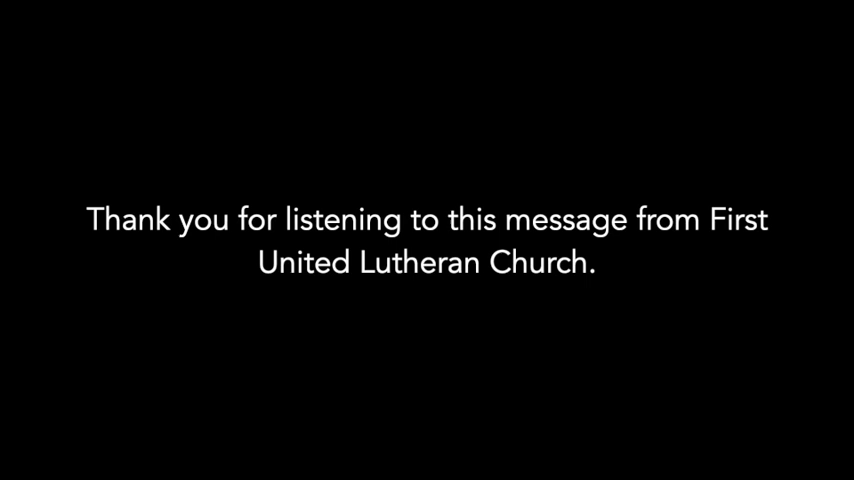 Thank you for listening to this message from First
United Lutheran Church.